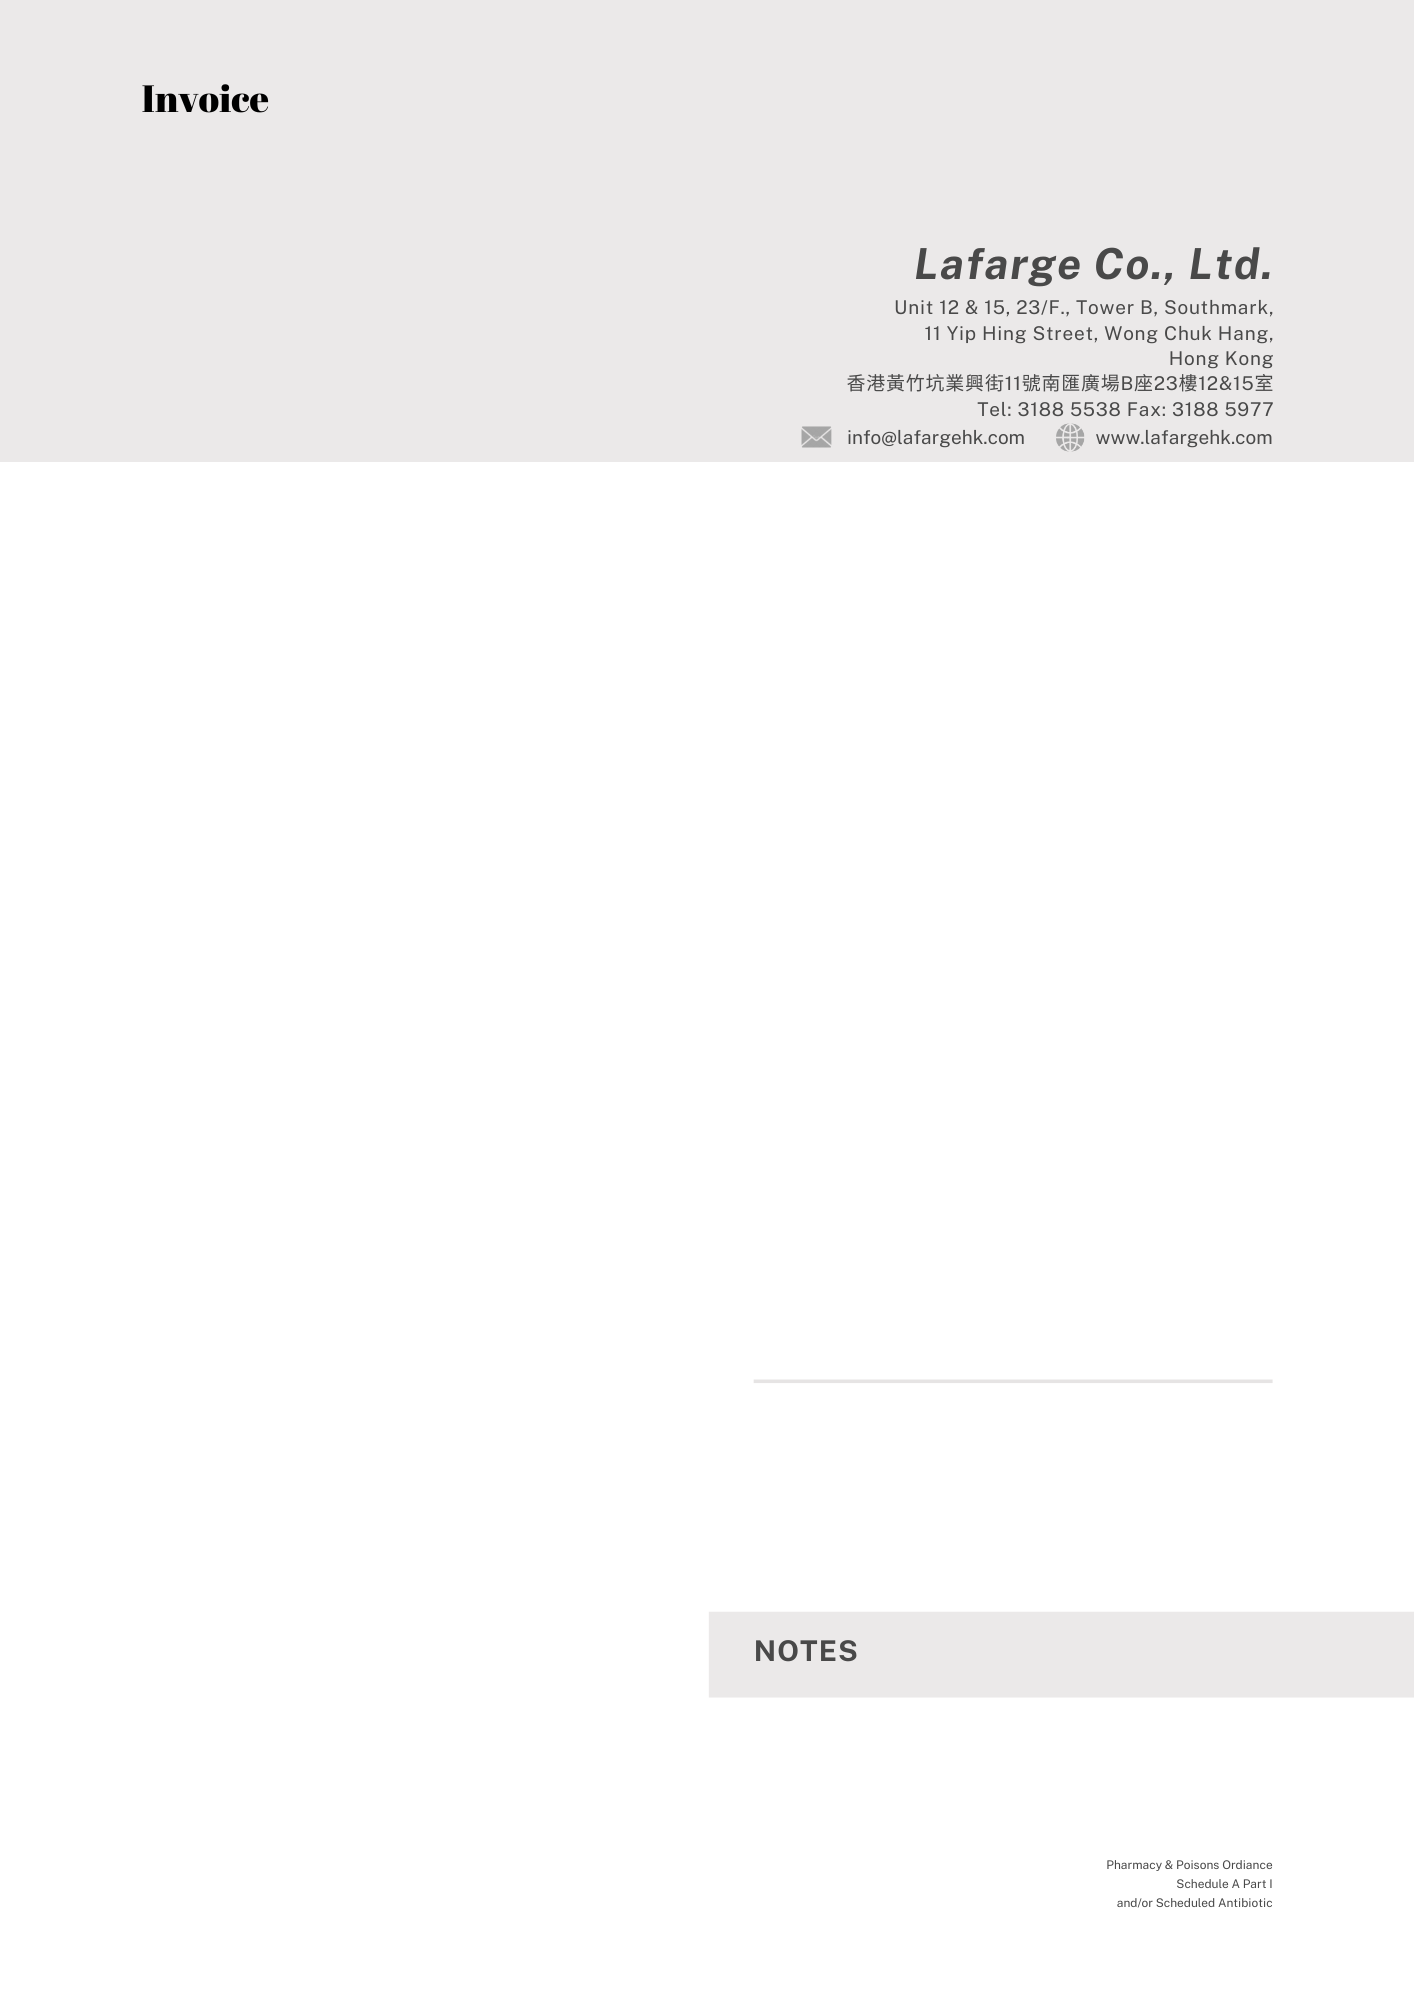 Invoice
Lafarge Co., Ltd.
Unit 12 & 15, 23/F., Tower B, Southmark,
11 Yip Hing Street, Wong Chuk Hang,
Hong Kong
香港黃竹坑業興街11號南匯廣場B座23樓12&15室
Tel: 3188 5538 Fax: 3188 5977
info@lafargehk.com www.lafargehk.com
NOTES
Pharmacy & Poisons Ordiance
Schedule A Part I
and/or Scheduled Antibiotic